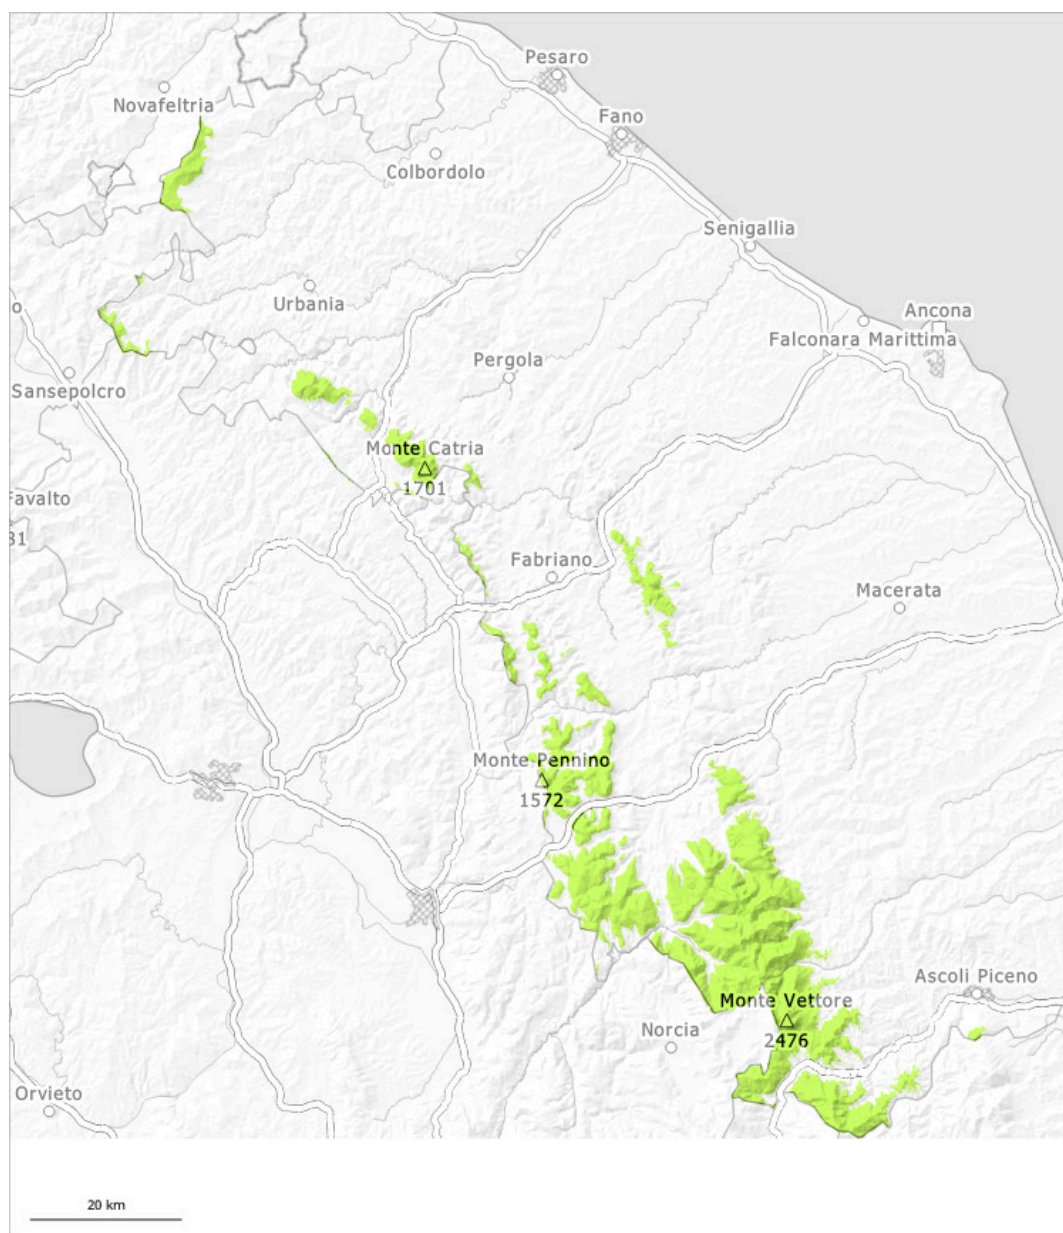 Pesaro
Novafeltria
Fano
Colbordolo
Senigallia
Urbania
Ancona
Falconara Marittima
o
Pergola
Sansepolcro
Monte Catria
1701
Favalto
31
Fabriano
Macerata
Monte Pennino
1572
Ascoli Piceno
Monte Vettore
Norcia
2476
Orvieto
20 km